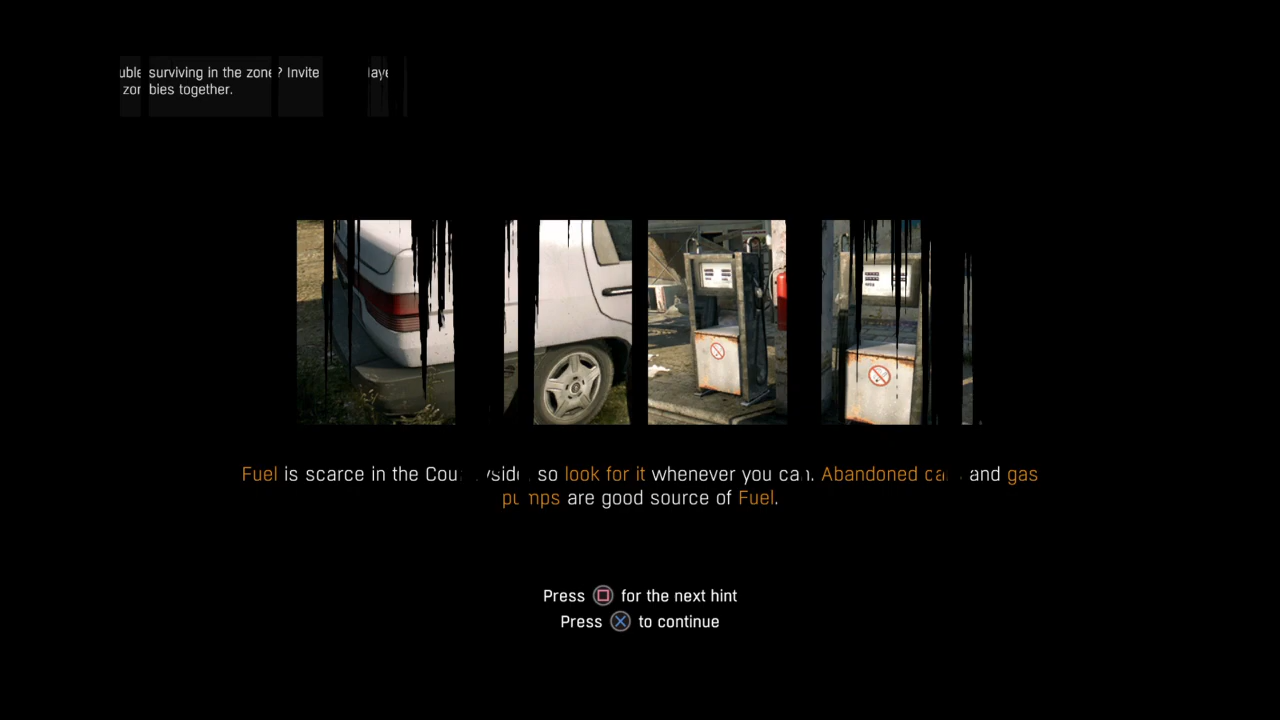 surviving in the zone? Invite
bies together.
Fuel is scarce in the so look for it whenever you can. Abandoned and gas
pumps are good source of Fuel.
Press for the next hint
Press to continue